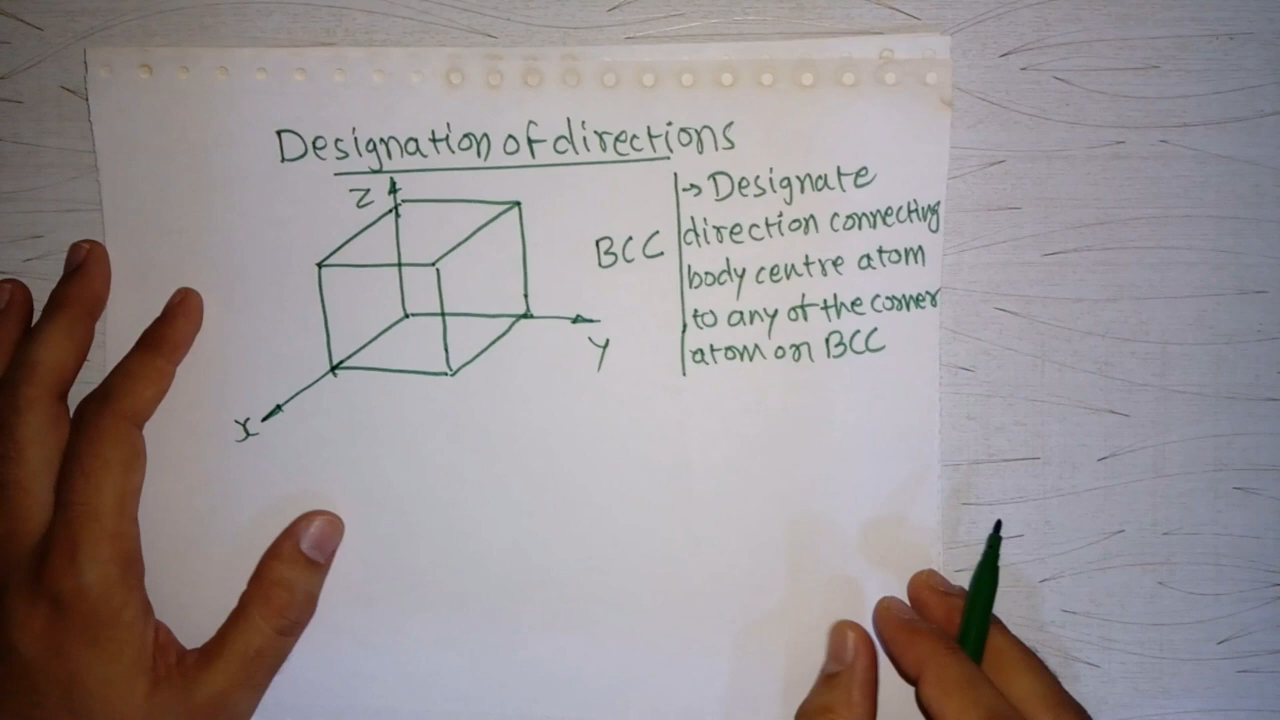 Designation of directions
Z
BCC
→ Designate
direction connecting
body centre atom
to any of the corner
atom on BCC
Y
X